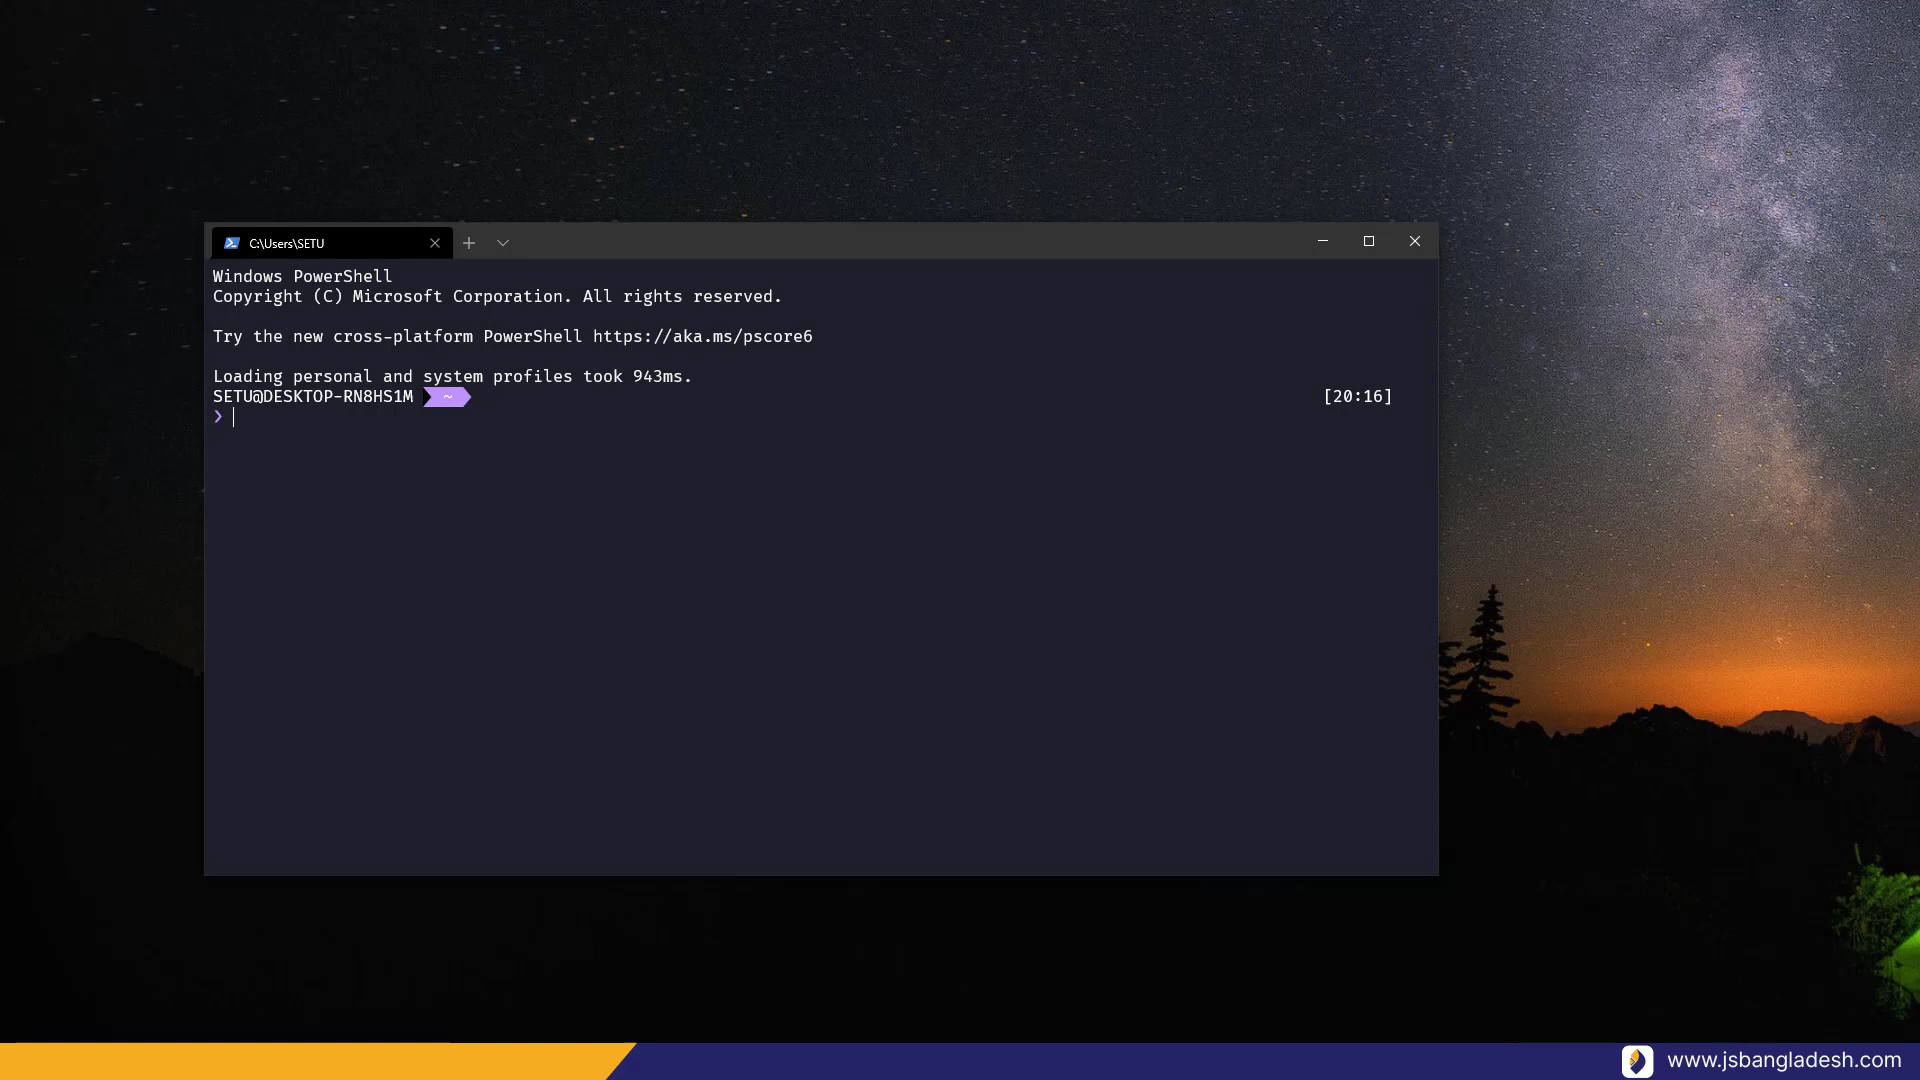 C:\Users\SETU
Windows PowerShell
Copyright (C) Microsoft Corporation. All rights reserved.
Try the new cross-platform PowerShell https://aka.ms/pscore6
Loading personal and system profiles took 943ms.
SETU@DESKTOP-RN8HS1M ~ [20:16]
❯
www.jsbangladesh.com